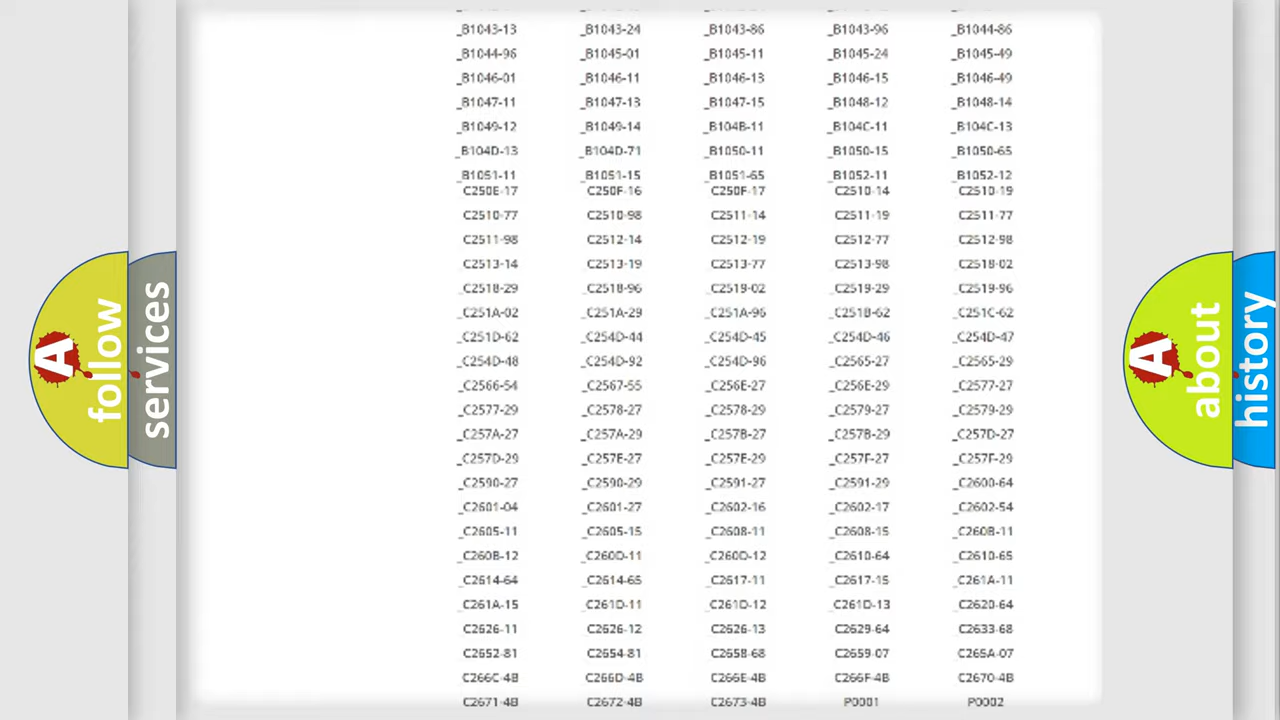 _B1043-13 _B1043-24 _B1043-86 _B1043-96 _B1044-86
_B1044-96 _B1045-01 _B1045-11 _B1045-24 _B1045-49
_B1046-01 _B1046-11 _B1046-13 _B1046-15 _B1046-49
_B1047-11 _B1047-13 _B1047-15 _B1048-12 _B1048-14
_B1049-12 _B1049-14 _B104B-11 _B104C-11 _B104C-13
_B104D-13 _B104D-71 _B1050-11 _B1050-15 _B1050-65
_B1051-11 _B1051-15 _B1051-65 _B1052-11 _B1052-12
C250E-17 C250F-16 C250F-17 C2510-14 C2510-19
C2510-77 C2510-98 C2511-14 C2511-19 C2511-77
C2511-98 C2512-14 C2512-19 C2512-77 C2512-98
C2513-14 C2513-19 C2513-77 C2513-98 C2518-02
_C2518-29 _C2518-96 _C2519-02 _C2519-29 _C2519-96
_C251A-02 _C251A-29 _C251A-96 _C251B-62 _C251C-62
_C251D-62 _C254D-44 _C254D-45 _C254D-46 _C254D-47
_C254D-48 _C254D-92 _C254D-96 _C2565-27 _C2565-29
_C2566-54 _C2567-55 _C256E-27 _C256E-29 _C2577-27
_C2577-29 _C2578-27 _C2578-29 _C2579-27 _C2579-29
_C257A-27 _C257A-29 _C257B-27 _C257B-29 _C257D-27
_C257D-29 _C257E-27 _C257E-29 _C257F-27 _C257F-29
_C2590-27 _C2590-29 _C2591-27 _C2591-29 _C2600-64
_C2601-04 _C2601-27 _C2602-16 _C2602-17 _C2602-54
_C2605-11 _C2605-15 _C2608-11 _C2608-15 _C260B-11
_C260B-12 _C260D-11 _C260D-12 _C2610-64 _C2610-65
_C2614-64 _C2614-65 _C2617-11 _C2617-15 _C261A-11
_C261A-15 _C261D-11 _C261D-12 _C261D-13 _C2620-64
C2626-11 C2626-12 C2626-13 C2629-64 C2633-68
C2652-81 C2654-81 C2658-68 C2659-07 C265A-07
C266C-4B C266D-4B C266E-4B C266F-4B C2670-4B
C2671-4B C2672-4B C2673-4B P0001 P0002
A follow
services
A about
history